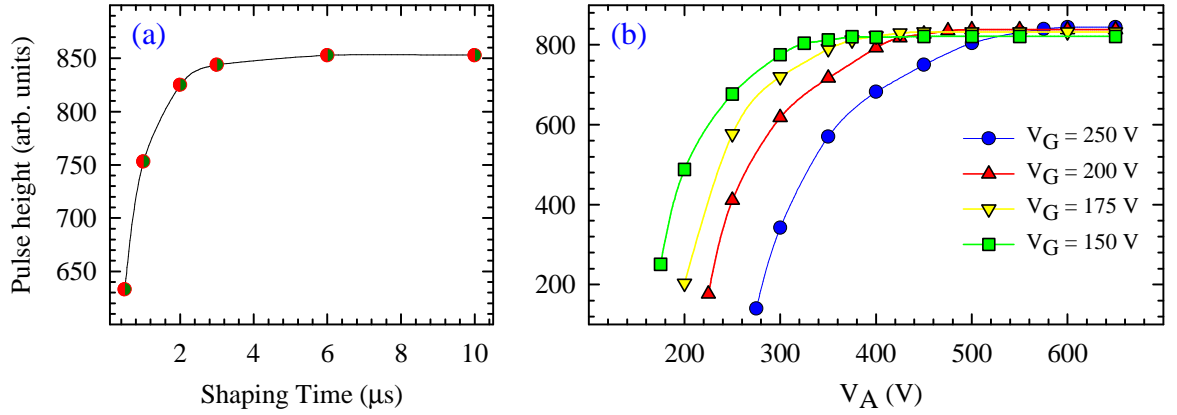 (a)
Pulse height (arb. units)
850
800
750
700
650
2
4
6
8
10
Shaping Time (μs)
(b)
800
600
400
200
200
300
400
500
600
V_A (V)
V_G = 250 V
V_G = 200 V
V_G = 175 V
V_G = 150 V